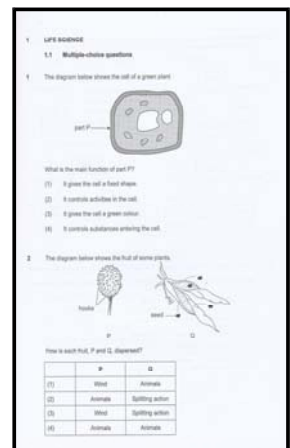 1 LIFE SCIENCE
1.1 Multiple-choice questions
1 The diagram below shows the cell of a green plant
part P
What is the main function of part P?
(1) It gives the cell a fixed shape.
(2) It controls activities in the cell.
(3) It gives the cell a green colour.
(4) It controls substances entering the cell.
2 The diagram below shows the fruit of some plants.
hooks
seed
P Q
How is each fruit, P and Q, dispersed?
P Q
(1) Wind Animals
(2) Animals Splitting action
(3) Wind Splitting action
(4) Animals Animals